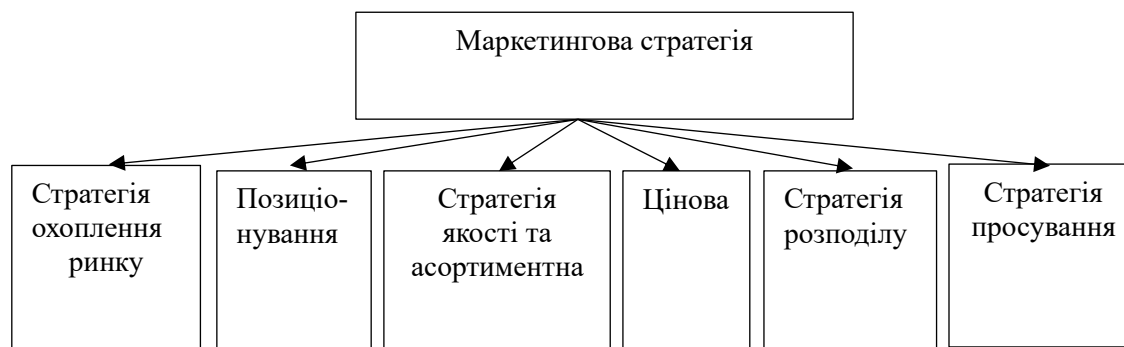 Маркетингова стратегія
Стратегія
охоплення
ринку
Позиціо-
нування
Стратегія
якості та
асортиментна
Цінова
Стратегія
розподілу
Стратегія
просування